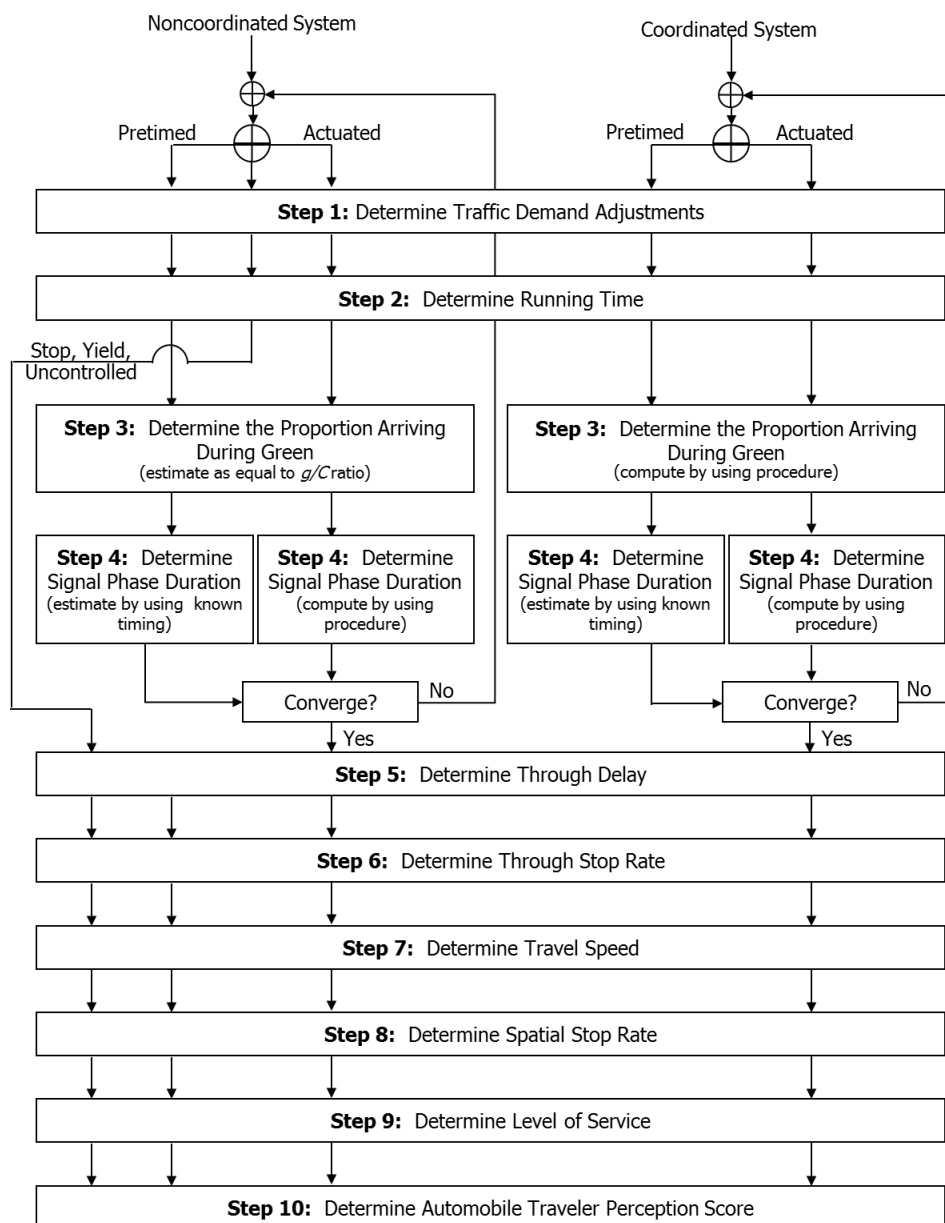 Noncoordinated System
Coordinated System
Pretimed
Actuated
Pretimed
Actuated
Step 1: Determine Traffic Demand Adjustments
Step 2: Determine Running Time
Stop, Yield,
Uncontrolled
Step 3: Determine the Proportion Arriving
During Green
(estimate as equal to g/C ratio)
Step 3: Determine the Proportion Arriving
During Green
(compute by using procedure)
Step 4: Determine
Signal Phase Duration
(estimate by using known
timing)
Step 4: Determine
Signal Phase Duration
(compute by using
procedure)
Step 4: Determine
Signal Phase Duration
(estimate by using known
timing)
Step 4: Determine
Signal Phase Duration
(compute by using
procedure)
Converge?
No
Yes
Converge?
No
Yes
Step 5: Determine Through Delay
Step 6: Determine Through Stop Rate
Step 7: Determine Travel Speed
Step 8: Determine Spatial Stop Rate
Step 9: Determine Level of Service
Step 10: Determine Automobile Traveler Perception Score